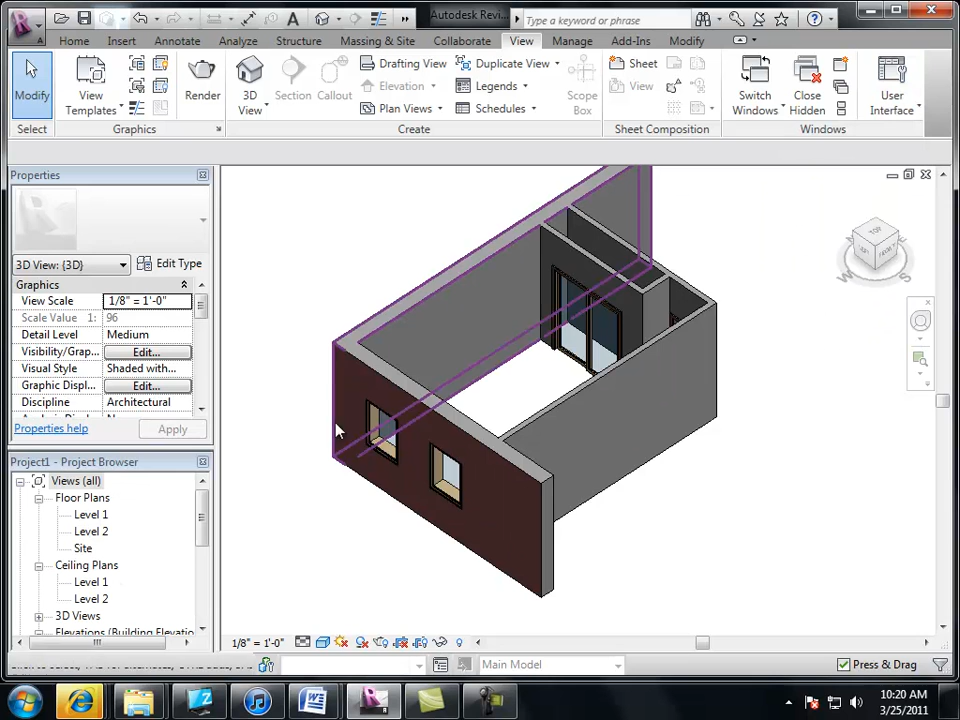 A
Autodesk Revi...
Type a keyword or phrase
Home Insert Annotate Analyze Structure Massing & Site Collaborate View Manage Add-Ins Modify
Modify
View
Templates
Render
3D
View
Section
Callout
Drafting View
Elevation
Plan Views
Duplicate View
Legends
Schedules
Scope
Box
Sheet
View
Switch
Windows
Close
Hidden
User
Interface
Select
Graphics
Create
Sheet Composition
Windows
Properties
3D View: {3D}
Edit Type
Graphics
View Scale 1/8" = 1'-0"
Scale Value 1: 96
Detail Level Medium
Visibility/Grap... Edit...
Visual Style Shaded with...
Graphic Displ... Edit...
Discipline Architectural
Properties help
Apply
Project1 - Project Browser
Views (all)
Floor Plans
Level 1
Level 2
Site
Ceiling Plans
Level 1
Level 2
3D Views
Elevations (Building Elevation
TOP
W
S
1/8" = 1'-0"
Main Model
Press & Drag
10:20 AM
3/25/2011